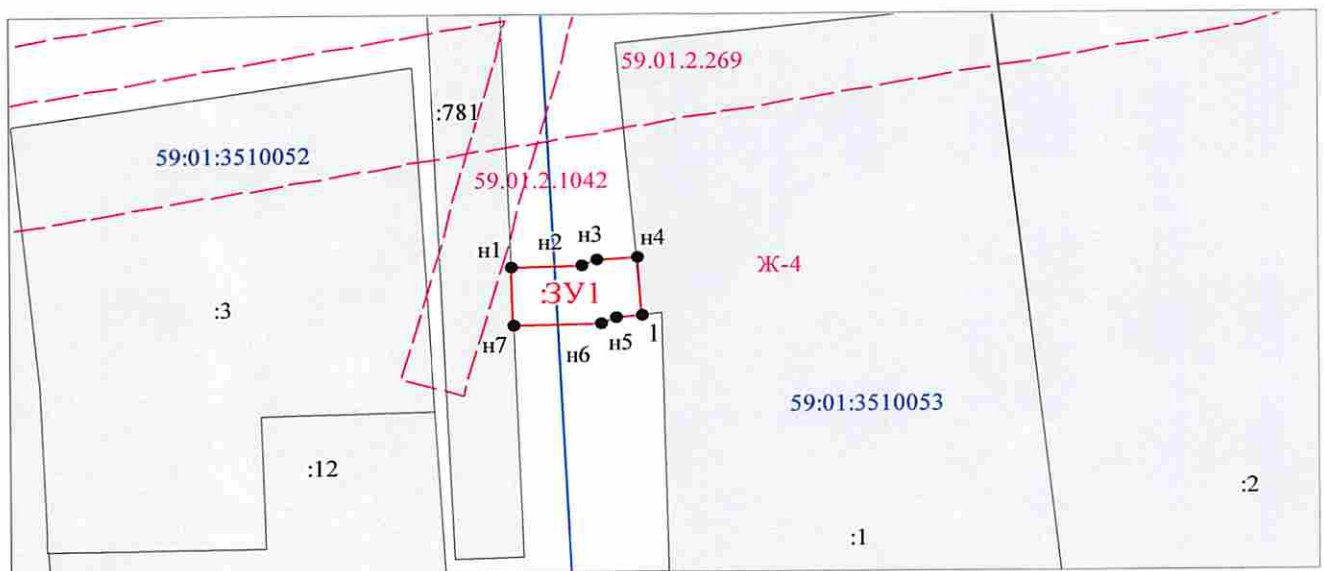 59.01.2.269
:781
59:01:3510052
59.01.2.1042
н1
н2
н3
н4
Ж-4
:ЗУ1
:3
н7
н6
н5
1
59:01:3510053
:12
:2
:1